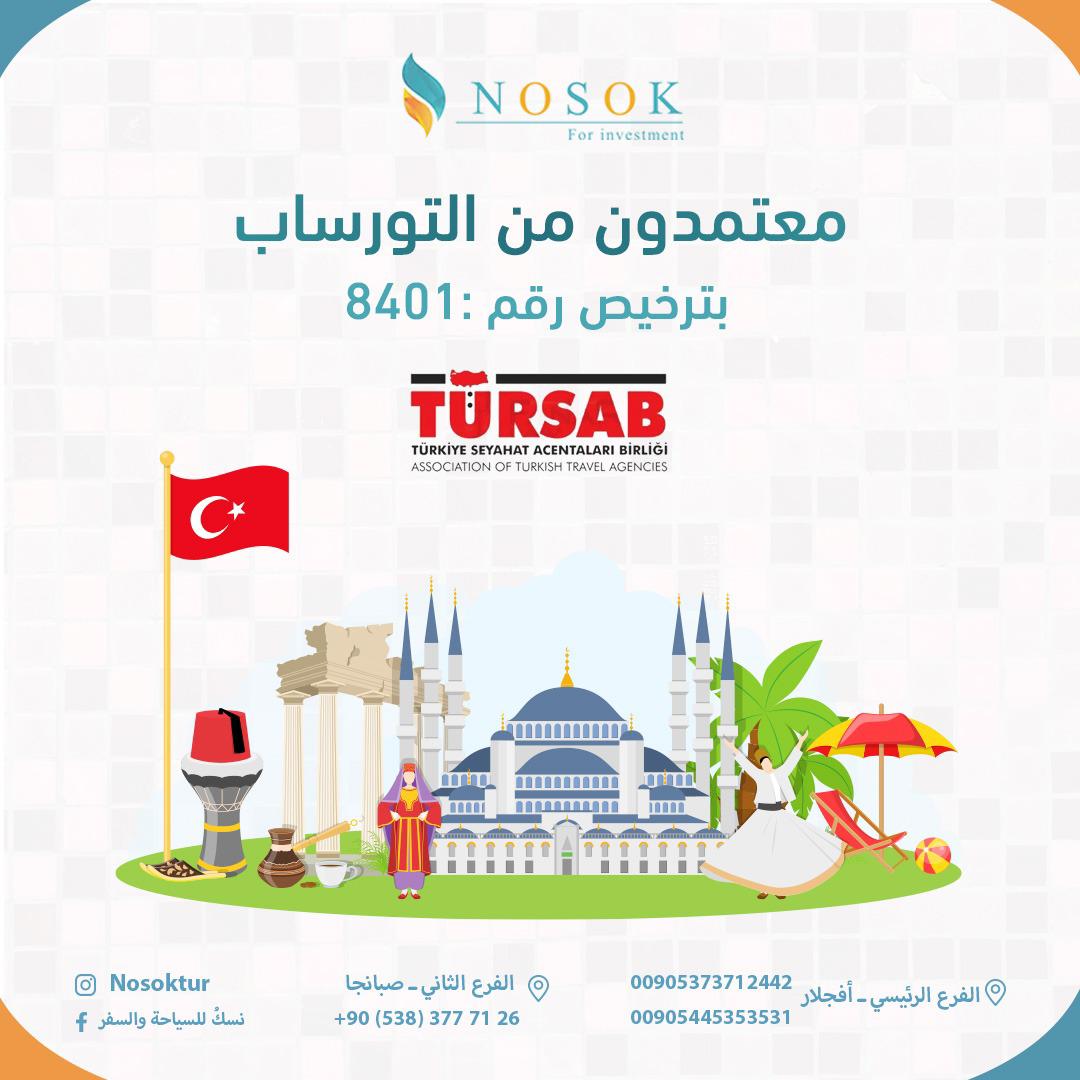 NOSOK
For investment
معتمدون من التورساب
بترخيص رقم :8401
TÜRSAB
TÜRKİYE SEYAHAT ACENTALARI BİRLİĞİ
ASSOCIATION OF TURKISH TRAVEL AGENCIES
الفرع الرئيسي - أفجلار
00905373712442
00905445353531
الفرع الثاني - صبانجا
+90 (538) 377 71 26
Nosoktur
نسكُ للسياحة والسفر